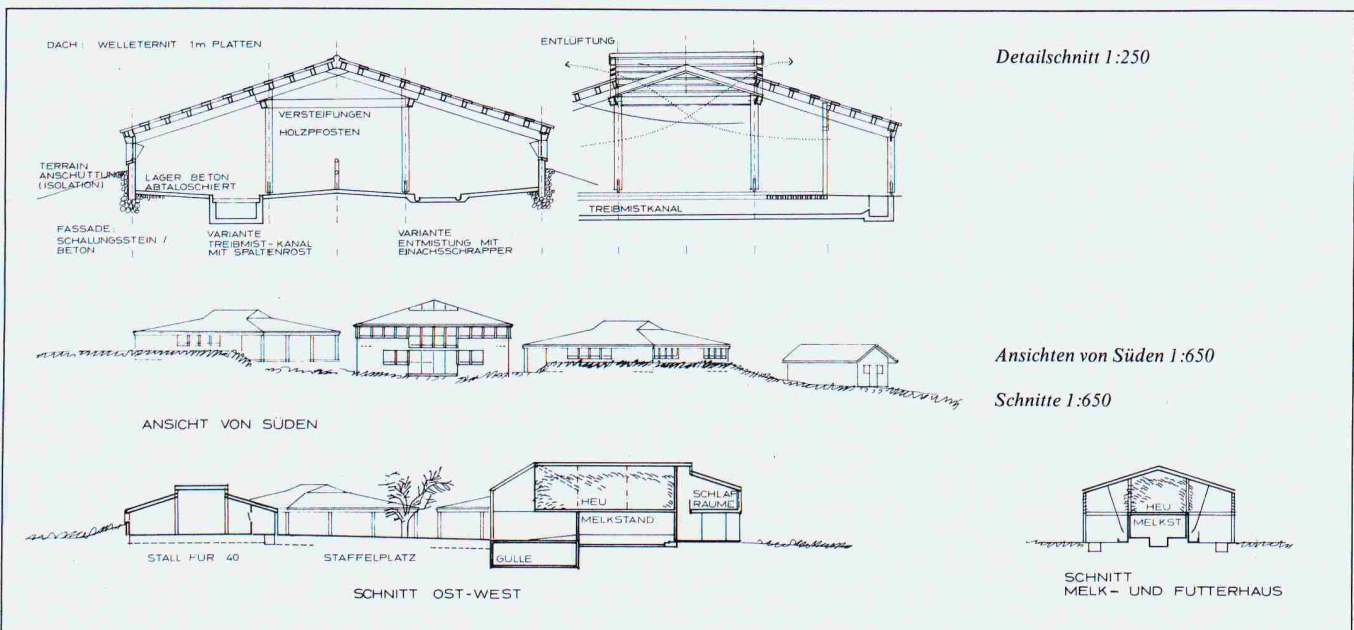 DACH: WELLETERNIT 1m PLATTEN
ENTLÜFTUNG
Detailschnitt 1:250
VERSTEIFUNGEN
HOLZPFOSTEN
TERRAIN
ANSCHÜTTUNG
(ISOLATION)
LAGER BETON
ABTALOSCHIERT
TREIBMISTKANAL
FASSADE:
SCHALUNGSSTEIN /
BETON
VARIANTE
TREIBMIST-KANAL
MIT SPALTENROST
VARIANTE
ENTMISTUNG MIT
EINACHSSCHRAPPER
Ansichten von Süden 1:650
Schnitte 1:650
ANSICHT VON SÜDEN
HEU
SCHLAF
RÄUME
MELKSTAND
STALL FÜR 40
STAFFELPLATZ
GÜLLE
SCHNITT OST-WEST
HEU
MELKST
SCHNITT
MELK- UND FUTTERHAUS